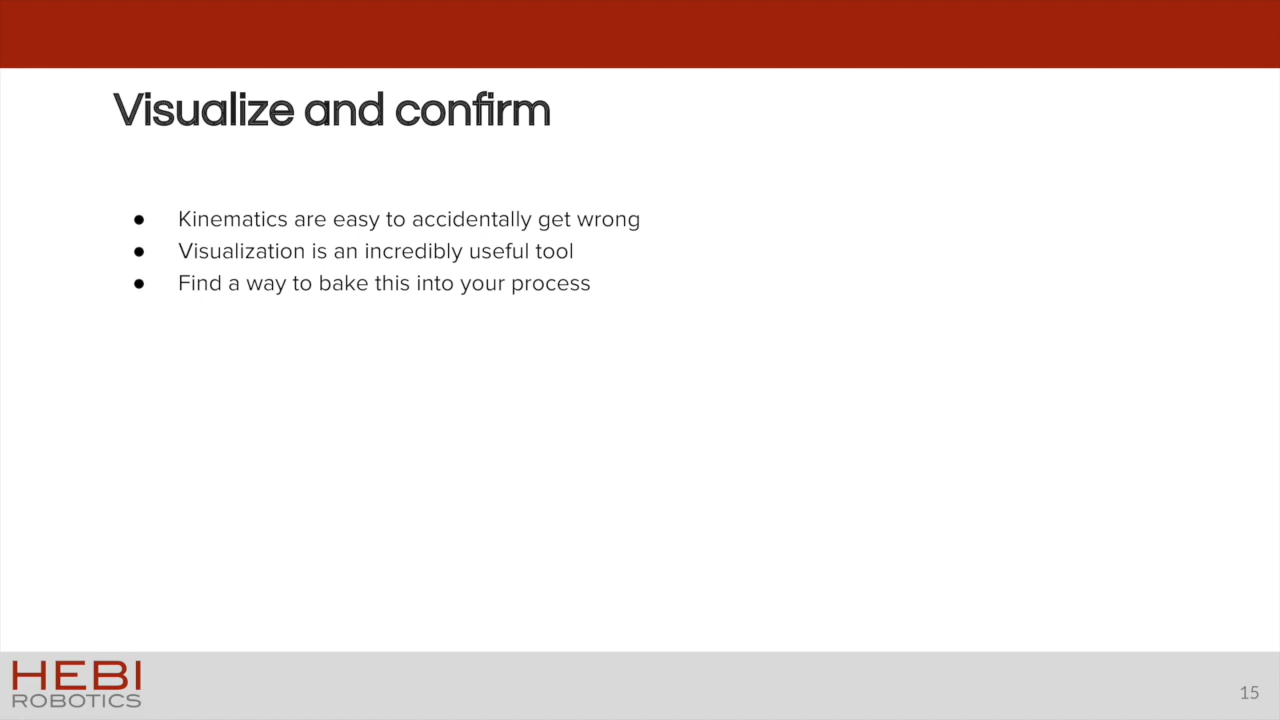 Visualize and confirm
● Kinematics are easy to accidentally get wrong
● Visualization is an incredibly useful tool
● Find a way to bake this into your process
HEBI
ROBOTICS
15